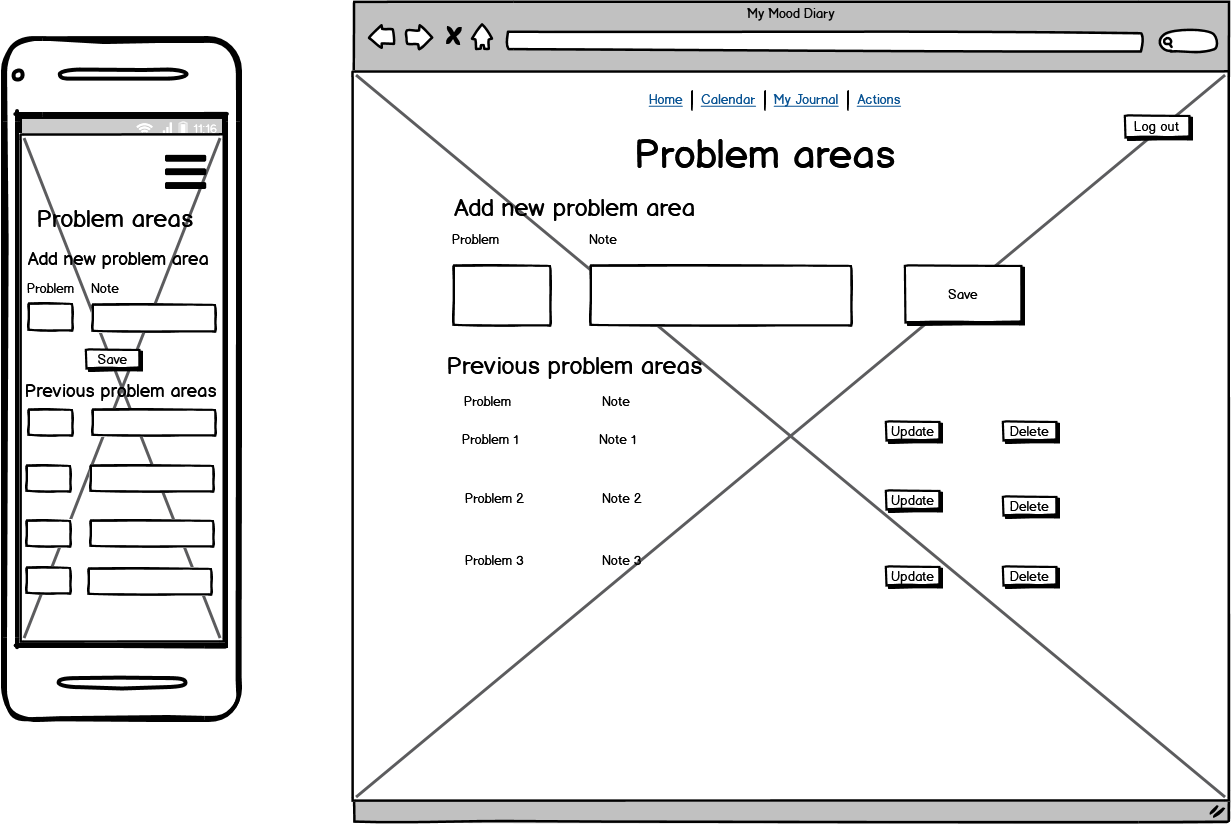 11:16
Problem areas
Add new problem area
Problem Note
Save
Previous problem areas
My Mood Diary
Home Calendar My Journal Actions
Log out
Problem areas
Add new problem area
Problem Note
Save
Previous problem areas
Problem Note
Problem 1 Note 1 Update Delete
Problem 2 Note 2 Update Delete
Problem 3 Note 3 Update Delete